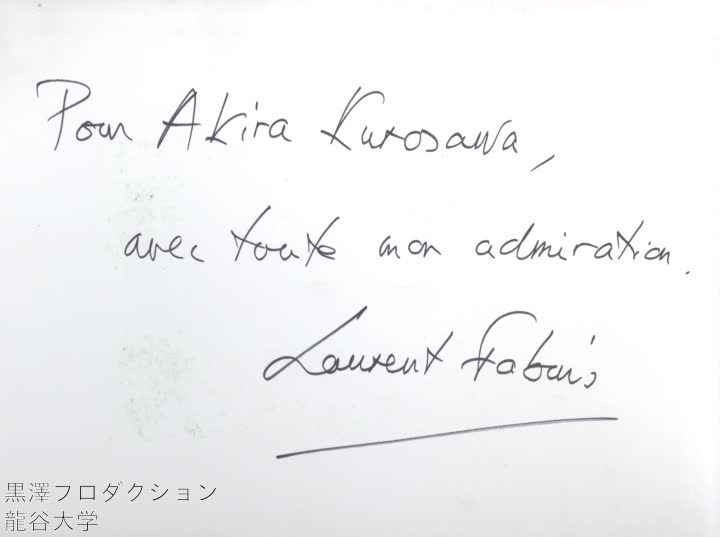 Pour Akira Kurosawa,
avec toute mon admiration.
Laurent Fabius
黒澤フロダクション
龍谷大学